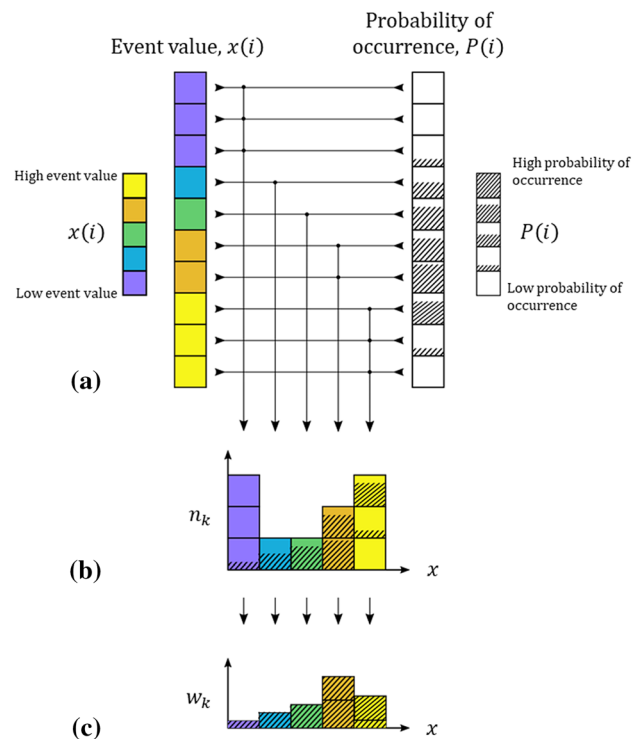 Probability of
Event value, x(i)
occurrence, P(i)
High event value
x(i)
Low event value
High probability of
occurrence
P(i)
Low probability of
occurrence
(a)
n_k
x
(b)
w_k
x
(c)